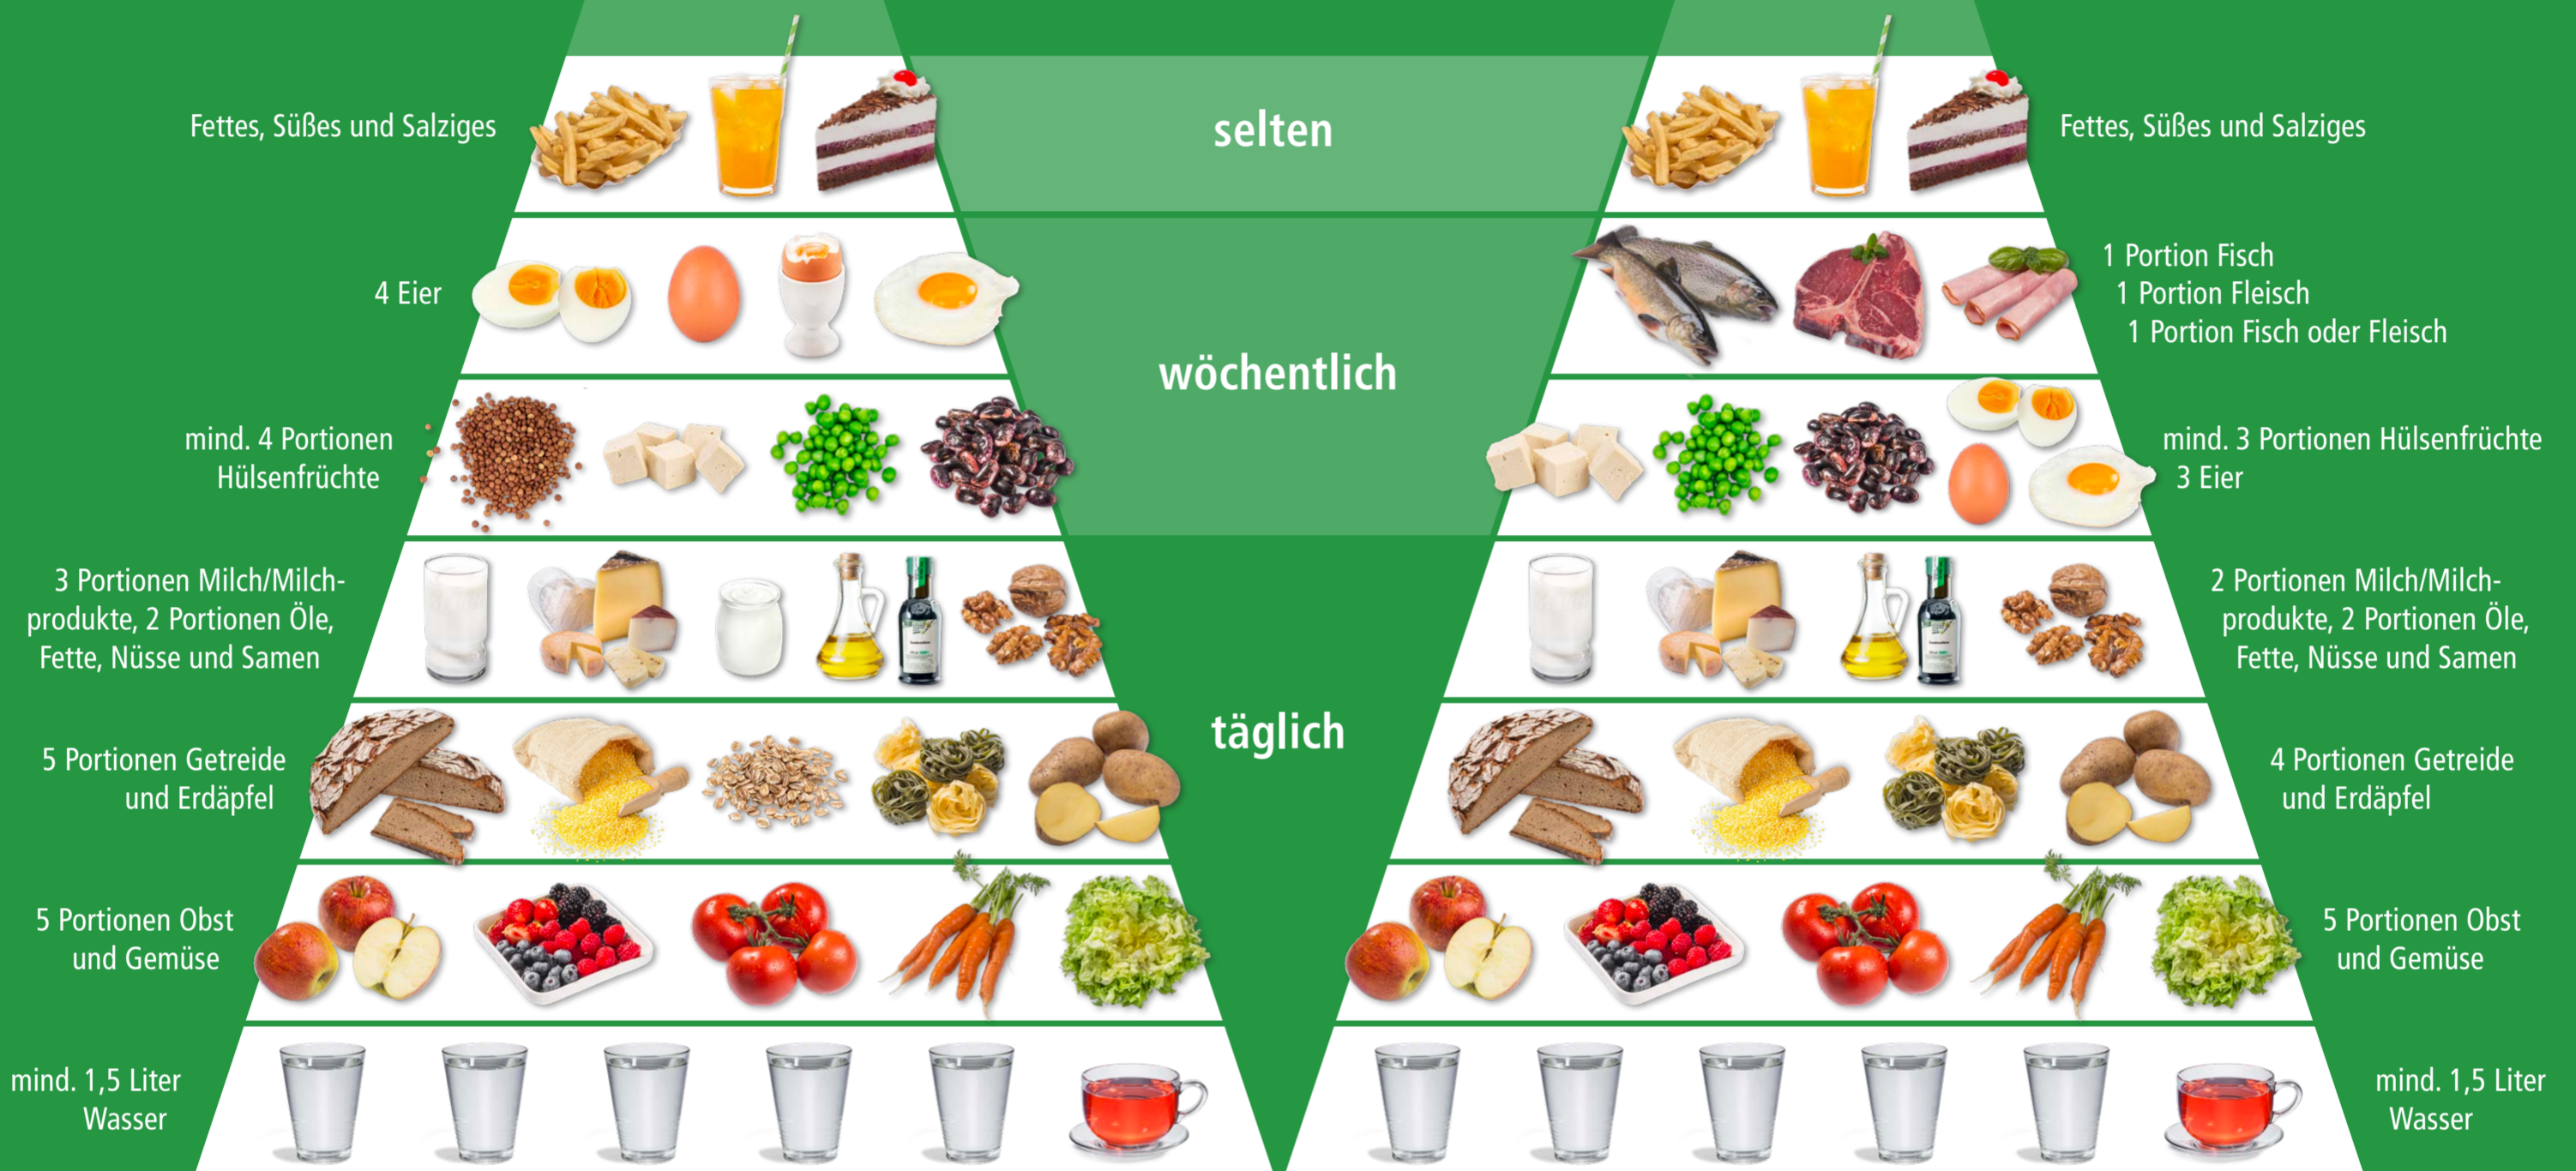 Fettes, Süßes und Salziges
selten
Fettes, Süßes und Salziges
4 Eier
wöchentlich
1 Portion Fisch
1 Portion Fleisch
1 Portion Fisch oder Fleisch
mind. 4 Portionen
Hülsenfrüchte
mind. 3 Portionen Hülsenfrüchte
3 Eier
3 Portionen Milch/Milch-
produkte, 2 Portionen Öle,
Fette, Nüsse und Samen
täglich
2 Portionen Milch/Milch-
produkte, 2 Portionen Öle,
Fette, Nüsse und Samen
5 Portionen Getreide
und Erdäpfel
4 Portionen Getreide
und Erdäpfel
5 Portionen Obst
und Gemüse
5 Portionen Obst
und Gemüse
mind. 1,5 Liter
Wasser
mind. 1,5 Liter
Wasser